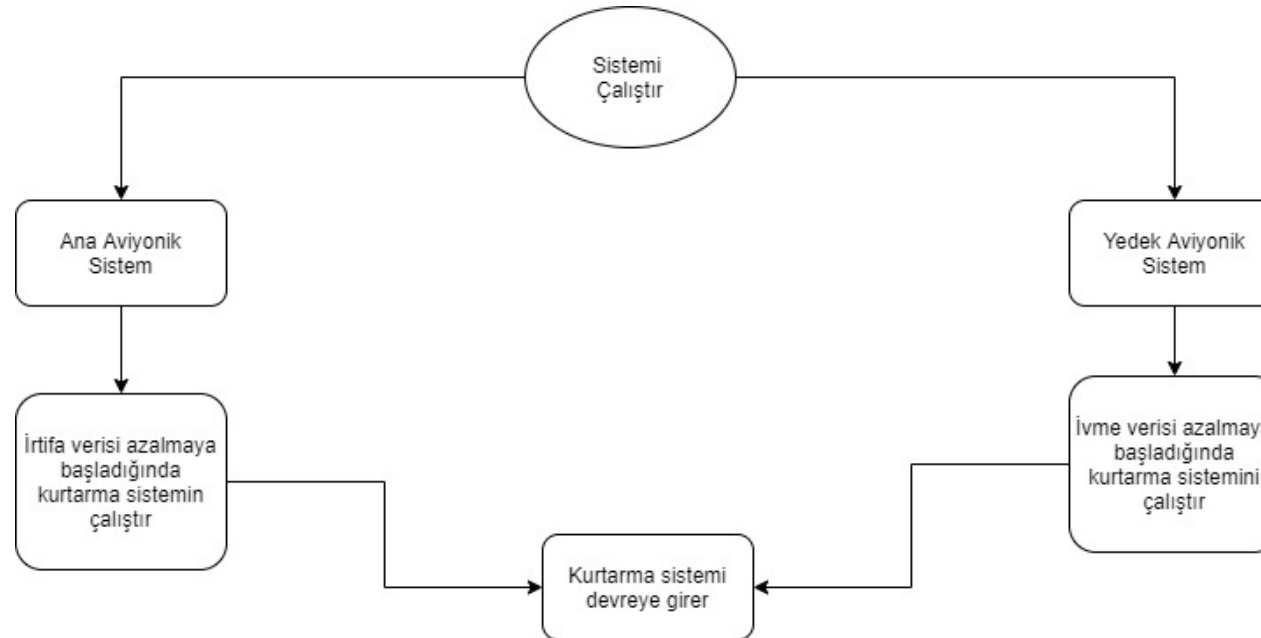 Sistemi
Çalıştır
Ana Aviyonik
Sistem
Yedek Aviyonik
Sistem
İrtifa verisi azalmaya
başladığında
kurtarma sistemin
çalıştır
İvme verisi azalmay
başladığında
kurtarma sistemini
çalıştır
Kurtarma sistemi
devreye girer